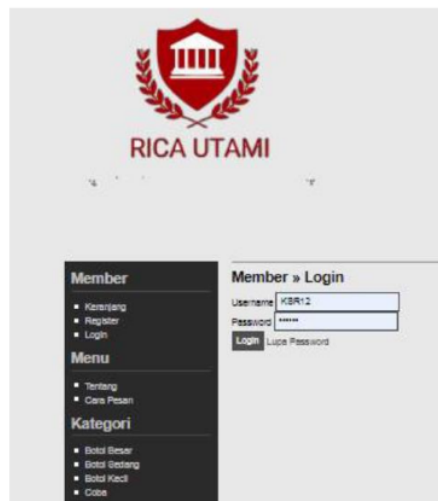 RICA UTAMI
Member
Keranjang
Register
Login
Menu
Tentang
Cara Pesan
Kategori
Botol Besar
Botol Sedang
Botol Kecil
Coba
Member » Login
Username KSR12
Password ******
Login Lupa Password